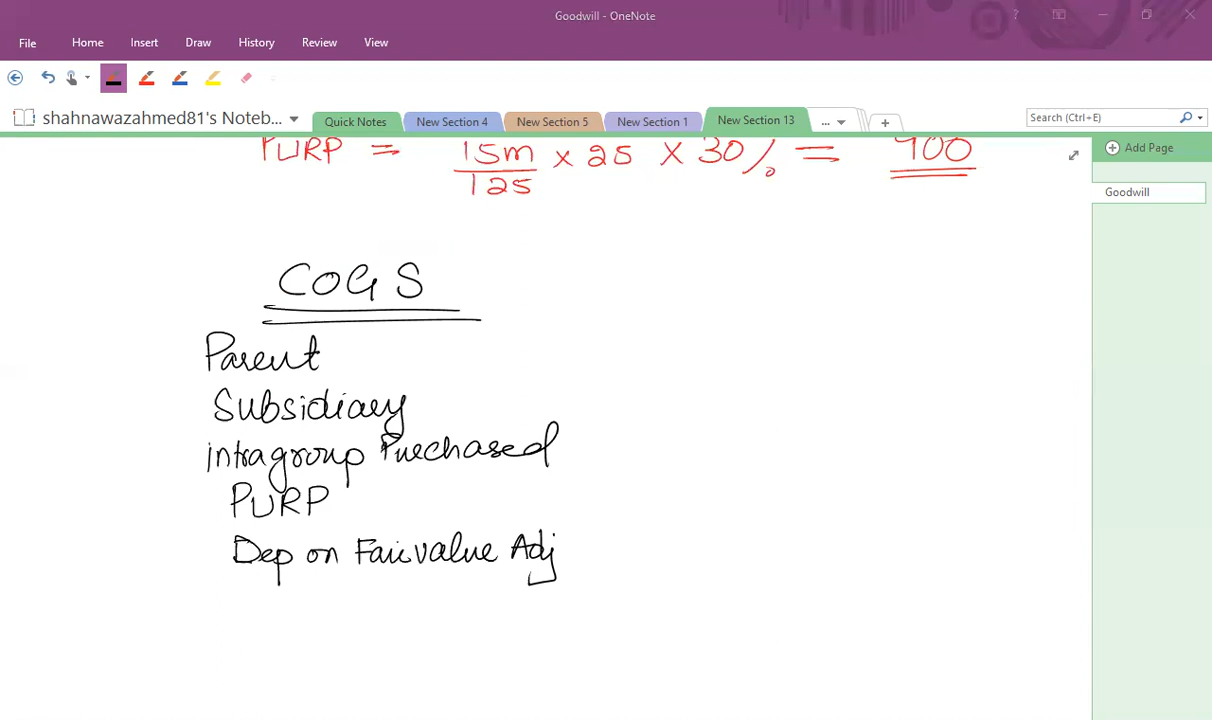 Goodwill - OneNote
File Home Insert Draw History Review View
shahnawazahmed81's Noteb... Quick Notes New Section 4 New Section 5 New Section 1 New Section 13 ... Search (Ctrl+E)
Add Page
Goodwill
PURP = 15m/125 x 25 x 30% = 900
COGS
Parent
Subsidiary
intragroup Purchased
PURP
Dep on Fair value Adj